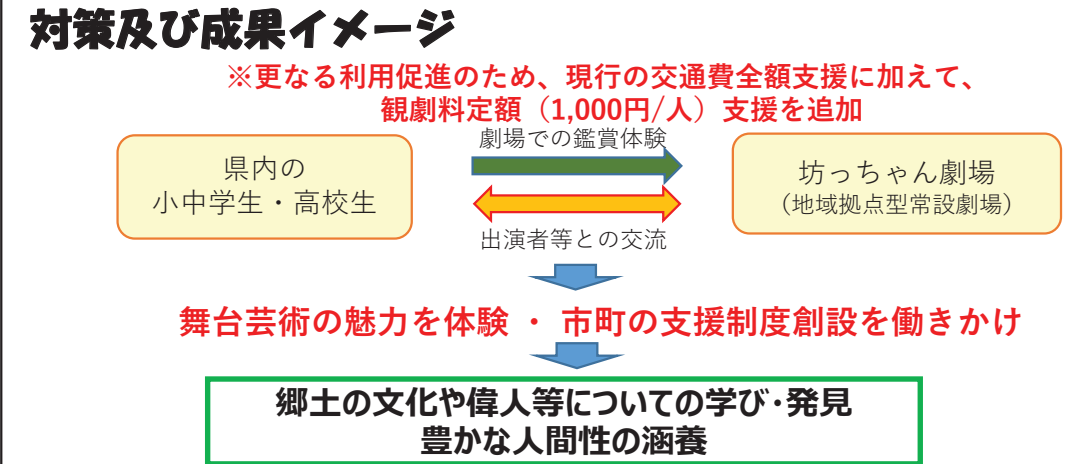 対策及び成果イメージ
※更なる利用促進のため、現行の交通費全額支援に加えて、
観劇料定額（1,000円/人）支援を追加
劇場での鑑賞体験
県内の
小中学生・高校生
坊っちゃん劇場
（地域拠点型常設劇場）
出演者等との交流
舞台芸術の魅力を体験 ・ 市町の支援制度創設を働きかけ
郷土の文化や偉人等についての学び・発見
豊かな人間性の涵養